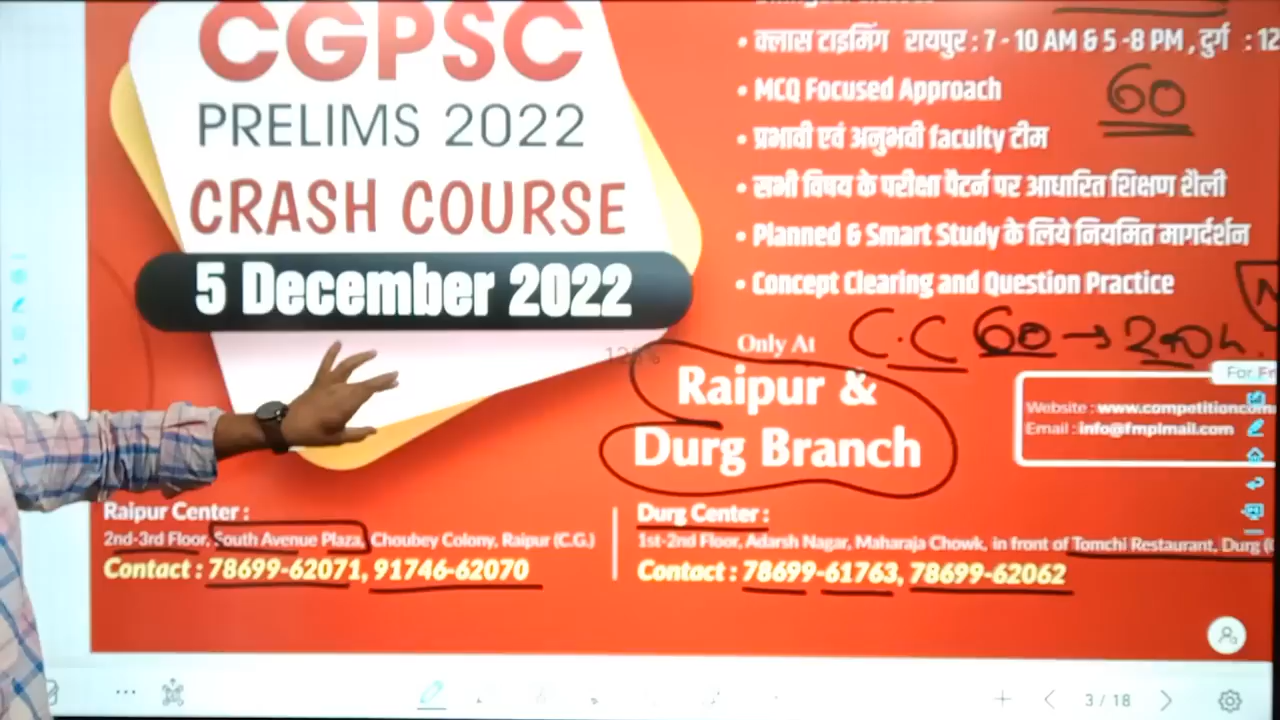 CGPSC
PRELIMS 2022
CRASH COURSE
5 December 2022
• क्लास टाइमिंग रायपुर : 7 - 10 AM & 5 -8 PM , दुर्ग : 12
60
• MCQ Focused Approach
• प्रभावी एवं अनुभवी faculty टीम
• सभी विषय के परीक्षा पैटर्न पर आधारित शिक्षण शैली
• Planned & Smart Study के लिये नियमित मागर्दर्शन
• Concept Clearing and Question Practice
C.C 60 →
Only At
Raipur &
Durg Branch
For
Website : www.competitioncom
Email : info@fmplmail.com
Raipur Center :
2nd-3rd Floor, South Avenue Plaza, Choubey Colony, Raipur (C.G.)
Contact : 78699-62071, 91746-62070
Durg Center :
1st-2nd Floor, Adarsh Nagar, Maharaja Chowk, in front of Tomchi Restaurant, Durg
Contact : 78699-61763, 78699-62062
3 / 18